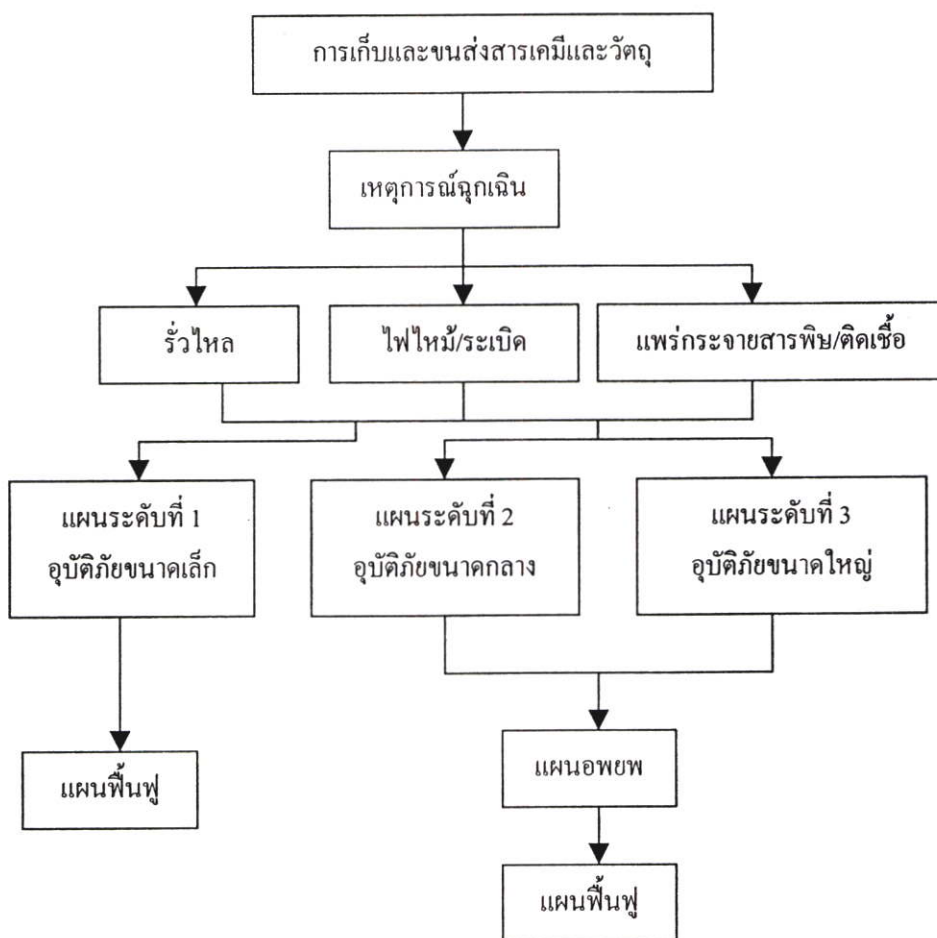 การเก็บและขนส่งสารเคมีและวัตถุ
เหตุการณ์ฉุกเฉิน
รั่วไหล
ไฟไหม้/ระเบิด
แพร่กระจายสารพิษ/ติดเชื้อ
แผนระดับที่ 1
อุบัติภัยขนาดเล็ก
แผนระดับที่ 2
อุบัติภัยขนาดกลาง
แผนระดับที่ 3
อุบัติภัยขนาดใหญ่
แผนฟื้นฟู
แผนอพยพ
แผนฟื้นฟู